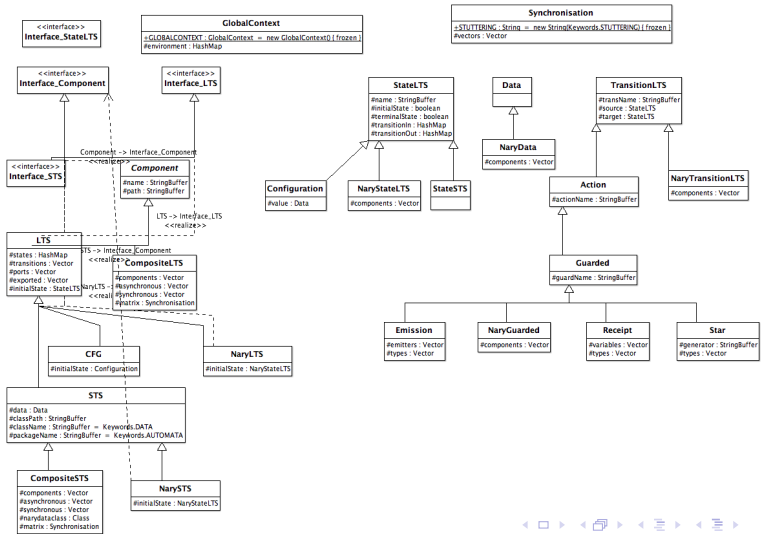 <<interface>>
Interface_StateLTS
GlobalContext
+GLOBALCONTEXT : GlobalContext = new GlobalContext() { frozen }
#environment : HashMap
Synchronisation
+STUTTERING : String = new String(Keywords.STUTTERING) { frozen }
#vectors : Vector
<<interface>>
Interface_Component
<<interface>>
Interface_LTS
StateLTS
#name : StringBuffer
#initialState : boolean
#terminalState : boolean
#transitionIn : HashMap
#transitionOut : HashMap
Data
TransitionLTS
#transName : StringBuffer
#source : StateLTS
#target : StateLTS
Component -> Interface_Component
<<realize>>
<<interface>>
Interface_STS
Component
#name : StringBuffer
#path : StringBuffer
NaryData
#components : Vector
Configuration
#value : Data
NaryStateLTS
#components : Vector
StateSTS
Action
#actionName : StringBuffer
NaryTransitionLTS
#components : Vector
LTS -> Interface_LTS
<<realize>>
LTS
#states : HashMap
#transitions : Vector
#ports : Vector
#exported : Vector
#initialState : StateLTS
STS -> Interface_Component
<<realize>>
NaryLTS ->
<<reali
CompositeLTS
#components : Vector
#asynchronous : Vector
#synchronous : Vector
#matrix : Synchronisation
Guarded
#guardName : StringBuffer
Emission
#emitters : Vector
#types : Vector
NaryGuarded
#components : Vector
Receipt
#variables : Vector
#types : Vector
Star
#generator : StringBuffer
#types : Vector
CFG
#initialState : Configuration
NaryLTS
#initialState : NaryStateLTS
STS
#data : Data
#classPath : StringBuffer
#className : StringBuffer = Keywords.DATA
#packageName : StringBuffer = Keywords.AUTOMATA
CompositeSTS
#components : Vector
#asynchronous : Vector
#synchronous : Vector
#narydataclass : Class
#matrix : Synchronisation
NarySTS
#initialState : NaryStateLTS